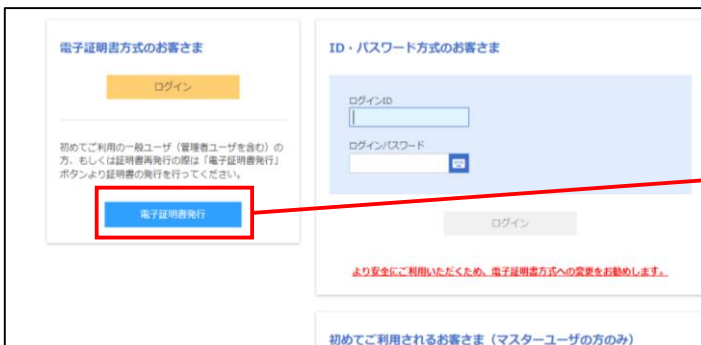 電子証明書方式のお客さま
ログイン
初めてご利用の一般ユーザ（管理者ユーザを含む）の
方、もしくは証明書再発行の際は「電子証明書発行」
ボタンより証明書の発行を行ってください。
電子証明書発行
ID・パスワード方式のお客さま
ログインID
ログインパスワード
ログイン
より安全にご利用いただくため、電子証明書方式への変更をお勧めします。
初めてご利用されるお客さま（マスターユーザの方のみ）